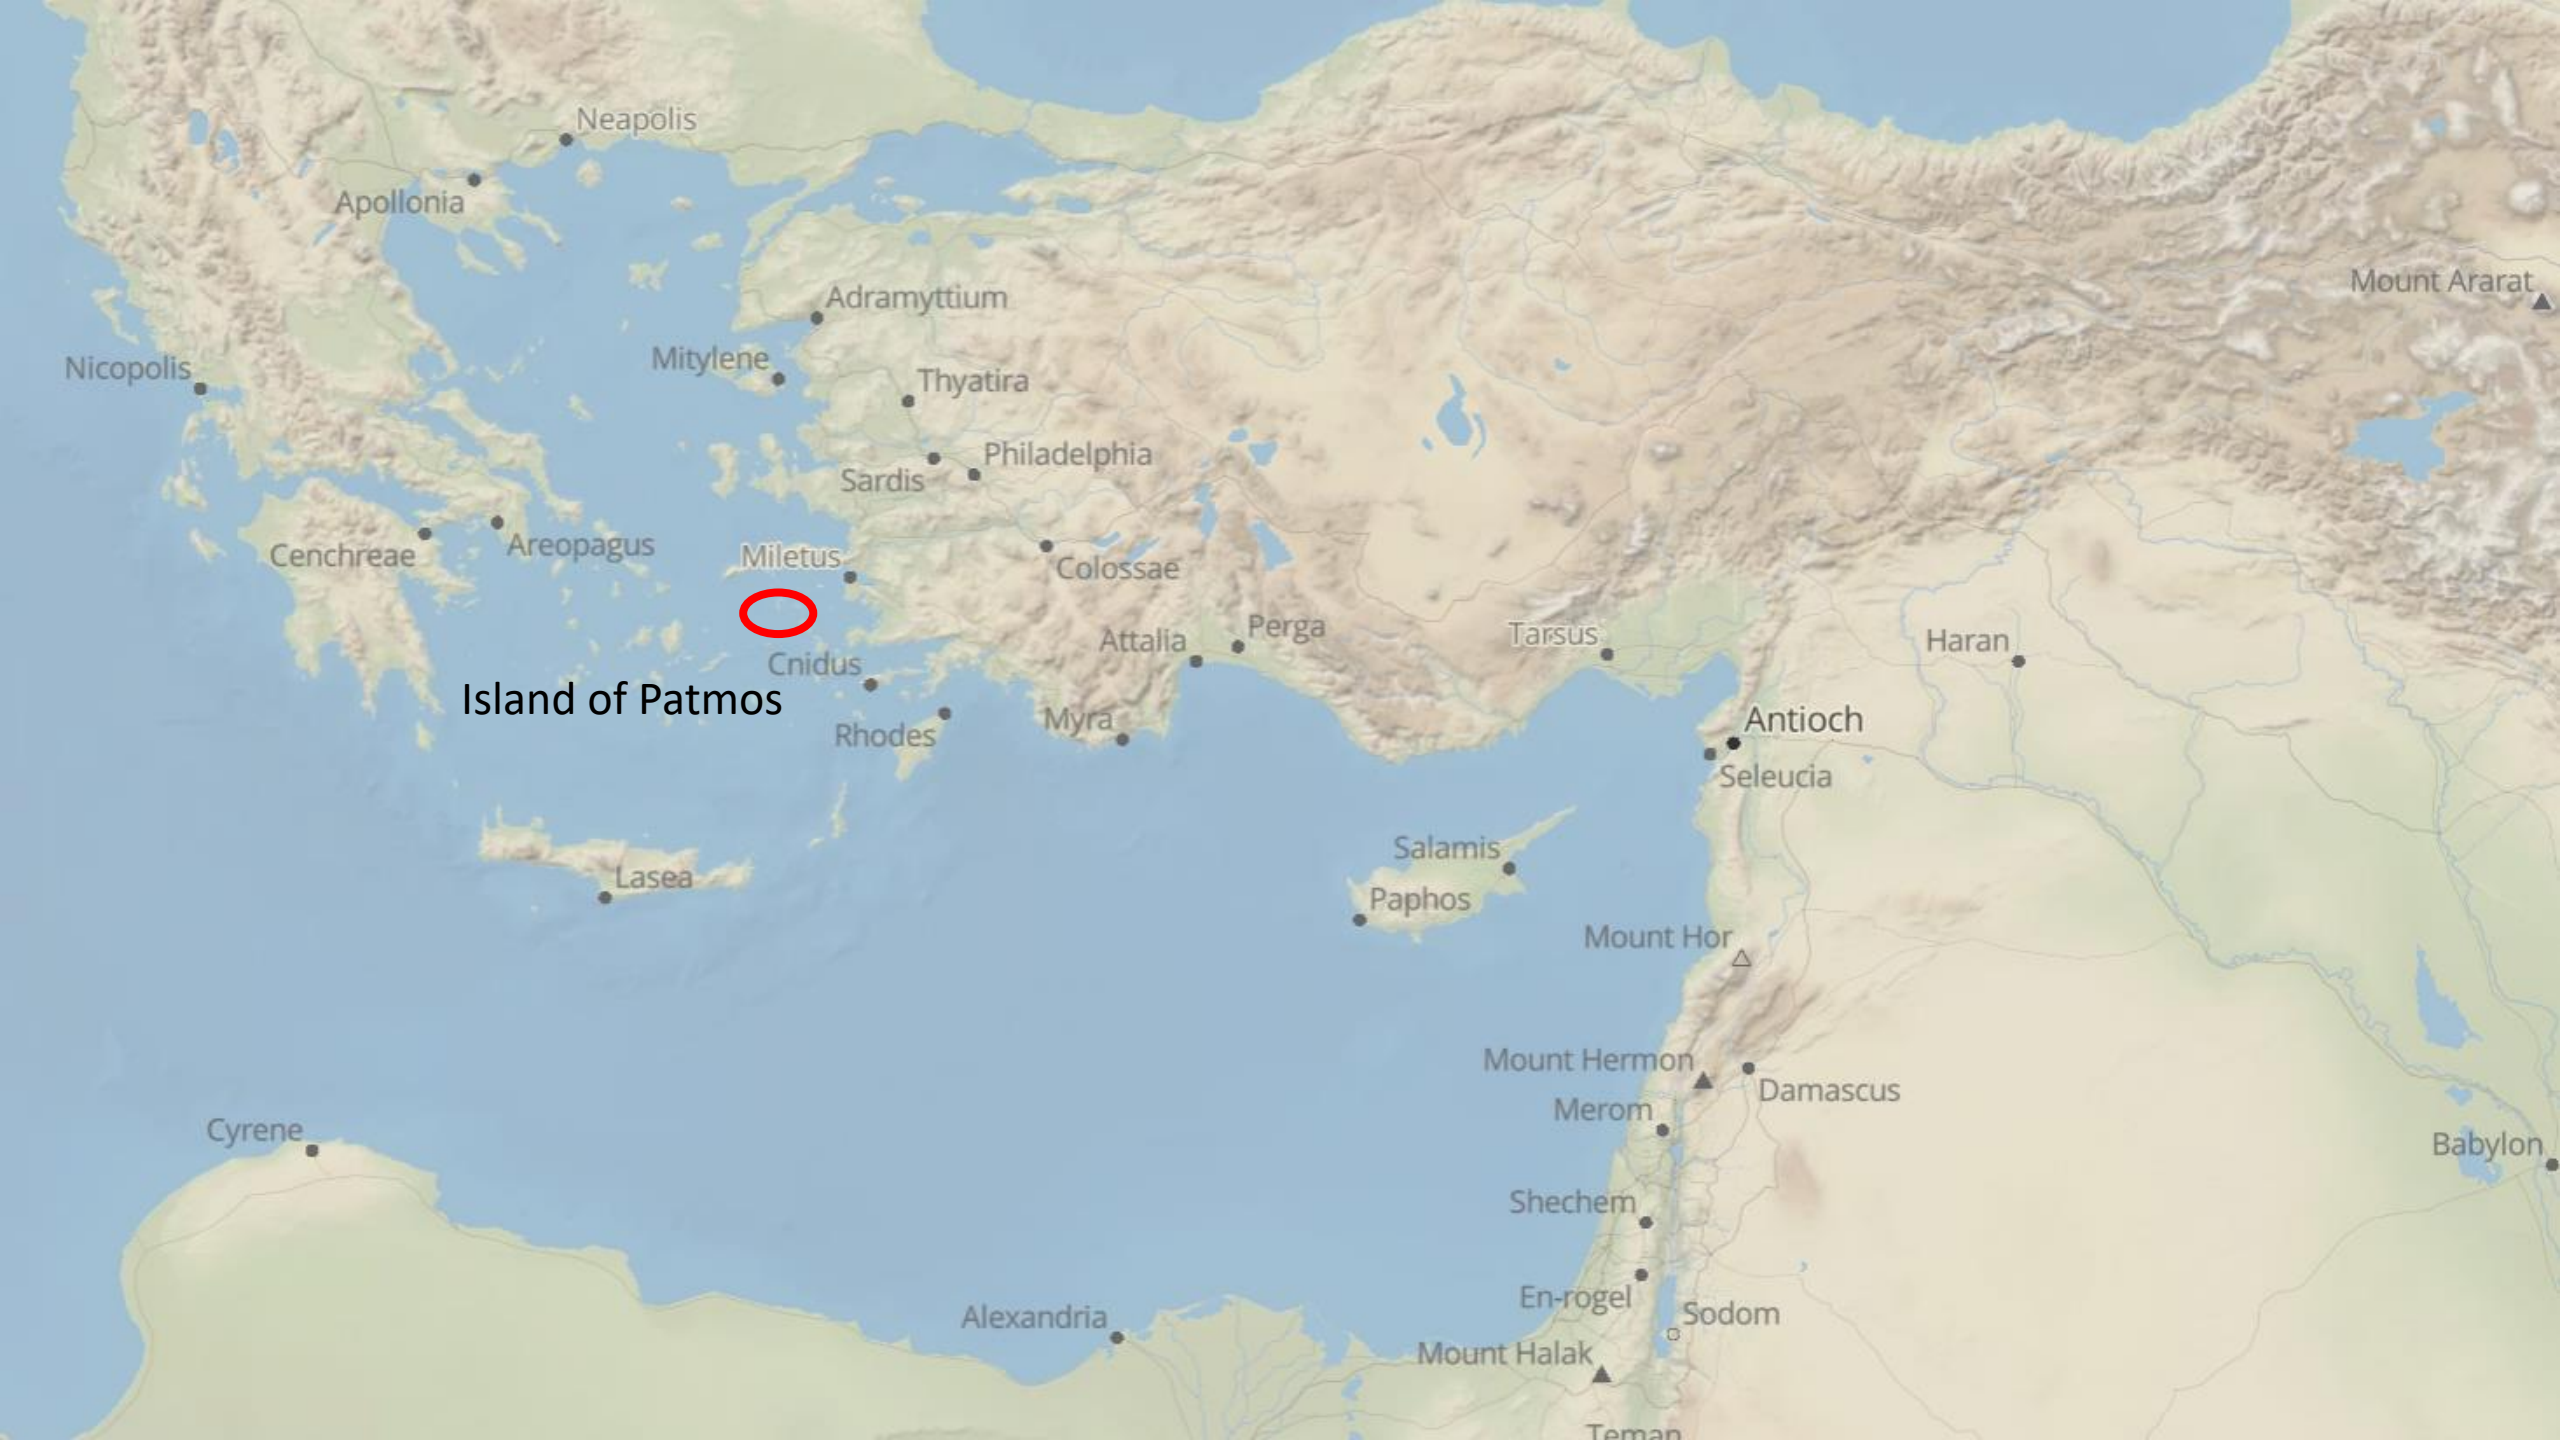 Neapolis
Apollonia
Mount Ararat
Adramyttium
Nicopolis
Mitylene
Thyatira
Philadelphia
Sardis
Cenchreae
Areopagus
Miletus
Colossae
Attalia
Perga
Tarsus
Haran
Cnidus
Island of Patmos
Rhodes
Myra
Antioch
Seleucia
Salamis
Lasea
Paphos
Mount Hor
Mount Hermon
Damascus
Merom
Cyrene
Babylon
Shechem
En-rogel
Sodom
Alexandria
Mount Halak
Teman